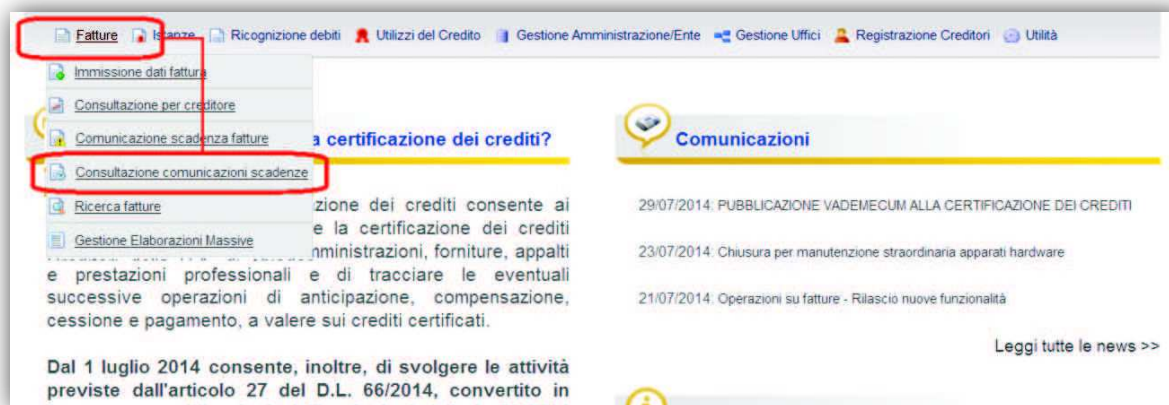 Fatture Istanze Ricognizione debiti Utilizzi del Credito Gestione Amministrazione/Ente Gestione Uffici Registrazione Creditori Utilità
Immissione dati fattura
Consultazione per creditore
Comunicazione scadenza fatture
Consultazione comunicazioni scadenze
Ricerca fatture
Gestione Elaborazioni Massive
a certificazione dei crediti?
zione dei crediti consente ai
e la certificazione dei crediti
mministrazioni, forniture, appalti
e prestazioni professionali e di tracciare le eventuali
successive operazioni di anticipazione, compensazione,
cessione e pagamento, a valere sui crediti certificati.
Dal 1 luglio 2014 consente, inoltre, di svolgere le attività
previste dall'articolo 27 del D.L. 66/2014, convertito in
Comunicazioni
29/07/2014: PUBBLICAZIONE VADEMECUM ALLA CERTIFICAZIONE DEI CREDITI
23/07/2014: Chiusura per manutenzione straordinaria apparati hardware
21/07/2014: Operazioni su fatture - Rilascio nuove funzionalità
Leggi tutte le news >>